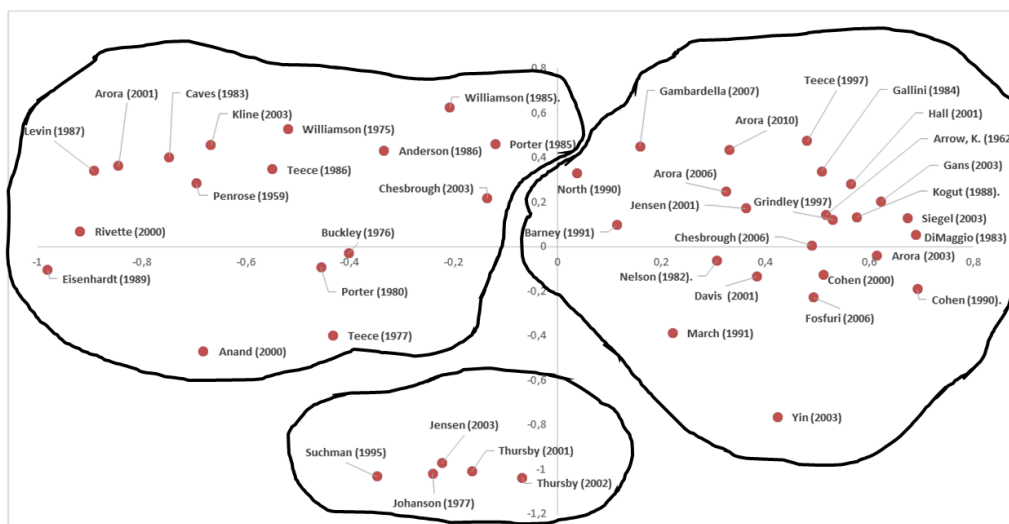 0,8
Williamson (1985).
Gambardella (2007)
Teece (1997)
Gallini (1984)
Arora (2001)
Caves (1983)
Hall (2001)
Kline (2003)
0,6
Arora (2010)
Levin (1987)
Williamson (1975)
Porter (1985)
Arrow, K. (1962
Anderson (1986)
0,4
Gans (2003)
Teece (1986)
North (1990)
Arora (2006)
Penrose (1959)
Chesbrough (2003)
Jensen (2001)
Grindley (1997)
Kogut (1988).
0,2
Siegel (2003)
Rivette (2000)
Buckley (1976)
Barney (1991)
Chesbrough (2006)
DiMaggio (1983)
0
Arora (2003)
-1
-0,8
-0,6
-0,4
-0,2
0
0,2
0,4
0,6
0,8
Eisenhardt (1989)
Porter (1980)
Nelson (1982).
Cohen (2000)
Davis (2001)
-0,2
Cohen (1990).
Fosfuri (2006)
Teece (1977)
March (1991)
Anand (2000)
-0,4
-0,6
Yin (2003)
-0,8
Jensen (2003)
Suchman (1995)
Thursby (2001)
-1
Johanson (1977)
Thursby (2002)
-1,2